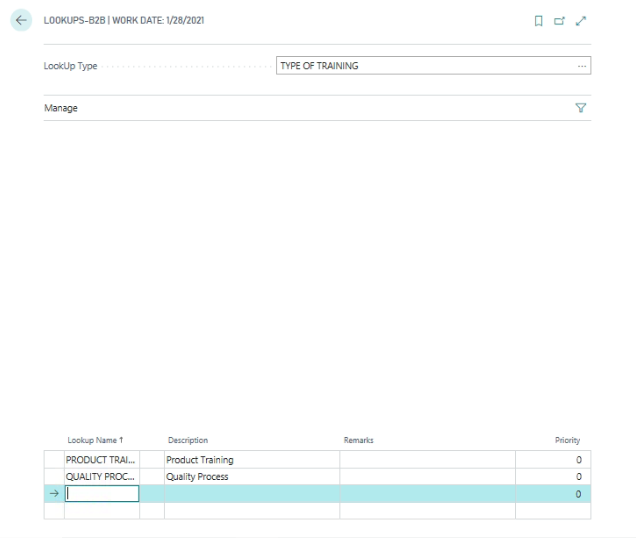 LOOKUPS-B2B | WORK DATE: 1/28/2021
LookUp Type TYPE OF TRAINING ...
Manage
Lookup Name ↑ Description Remarks Priority
PRODUCT TRAI... Product Training 0
QUALITY PROC... Quality Process 0
0